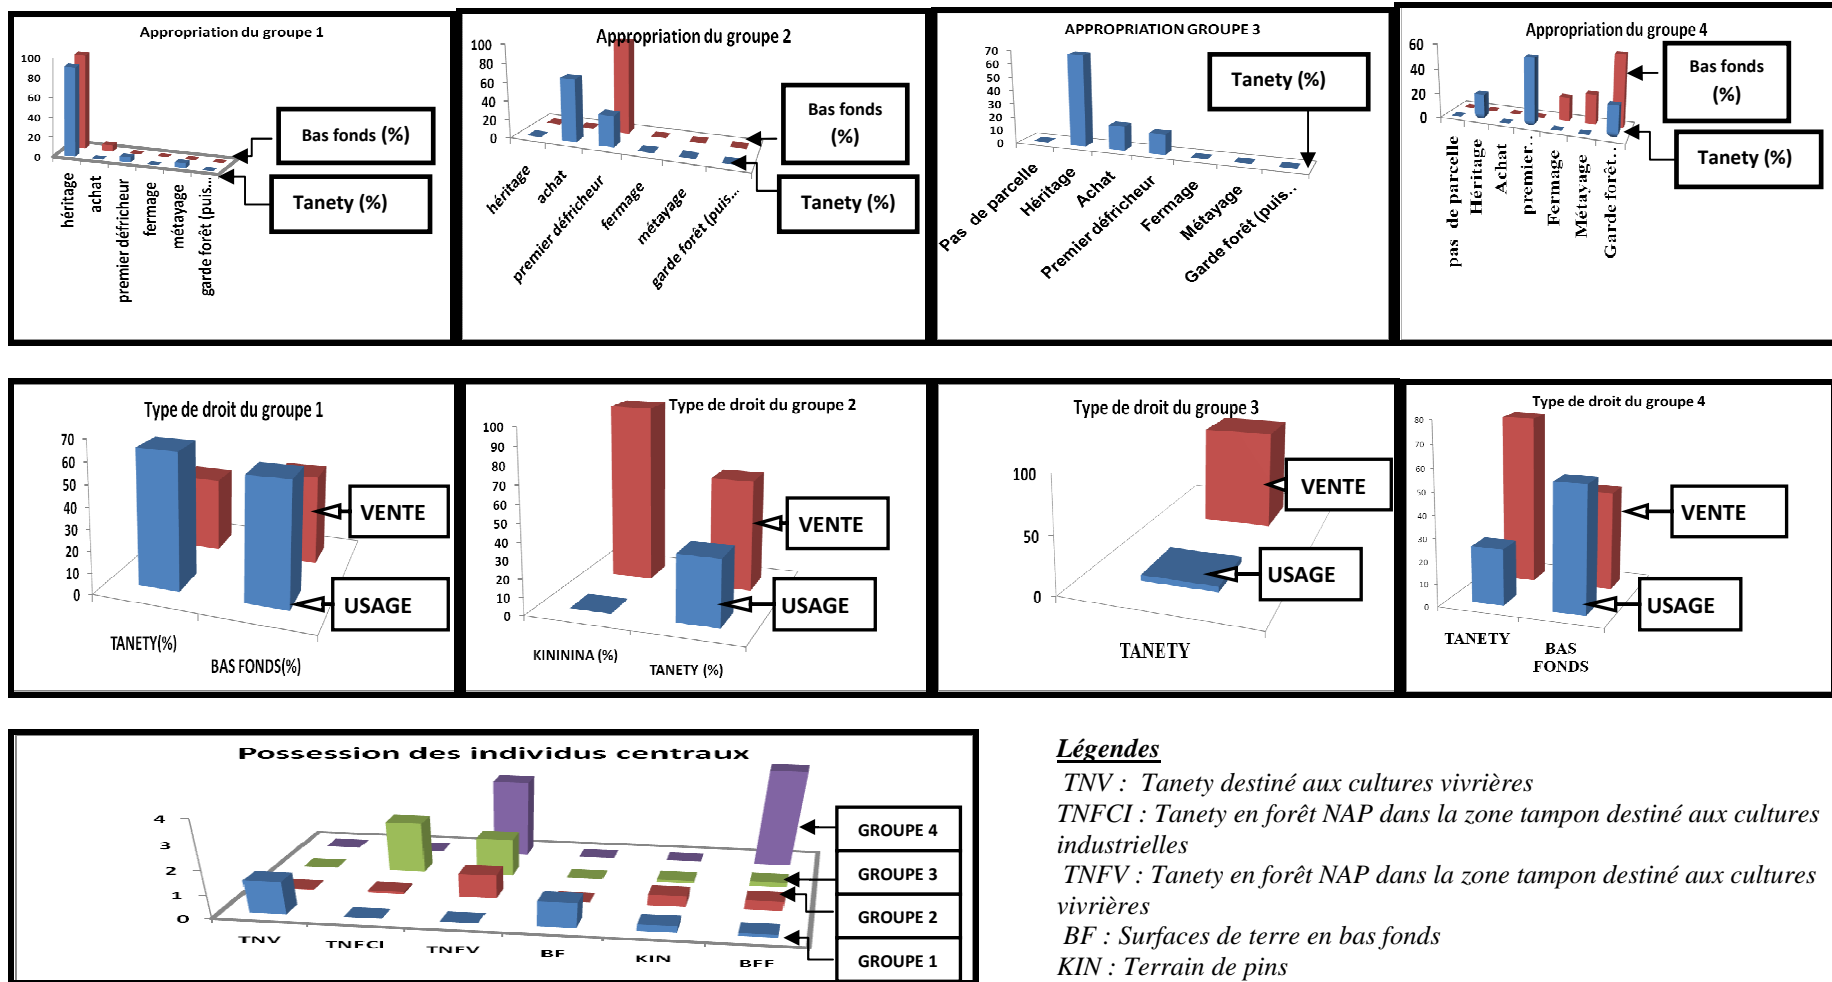 Appropriation du groupe 1
100
80
60
40
20
0
héritage
achat
premier défricheur
fermage
métayage
garde forêt (puis...
Bas fonds (%)
Tanety (%)
Appropriation du groupe 2
100
80
60
40
20
0
héritage
achat
premier défricheur
fermage
métayage
garde forêt (puis...
Bas fonds
(%)
Tanety (%)
APPROPRIATION GROUPE 3
70
60
50
40
30
20
10
0
Pas de parcelle
Héritage
Achat
Premier défricheur
Fermage
Métayage
Garde forêt (puis...
Tanety (%)
Appropriation du groupe 4
60
40
20
0
pas de parcelle
Héritage
Achat
premier...
Fermage
Métayage
Garde forêt...
Bas fonds
(%)
Tanety (%)
Type de droit du groupe 1
70
60
50
40
30
20
10
0
TANETY(%)
BAS FONDS(%)
VENTE
USAGE
Type de droit du groupe 2
100
90
80
70
60
50
40
30
20
10
0
KINININA (%)
TANETY (%)
VENTE
USAGE
Type de droit du groupe 3
100
50
0
TANETY
VENTE
USAGE
Type de droit du groupe 4
80
70
60
50
40
30
20
10
0
TANETY
BAS
FONDS
VENTE
USAGE
Possession des individus centraux
4
3
2
1
0
TNV
TNFCI
TNFV
BF
KIN
BFF
GROUPE 4
GROUPE 3
GROUPE 2
GROUPE 1
Légendes
TNV : Tanety destiné aux cultures vivrières
TNFCI : Tanety en forêt NAP dans la zone tampon destiné aux cultures
industrielles
TNFV : Tanety en forêt NAP dans la zone tampon destiné aux cultures
vivrières
BF : Surfaces de terre en bas fonds
KIN : Terrain de pins